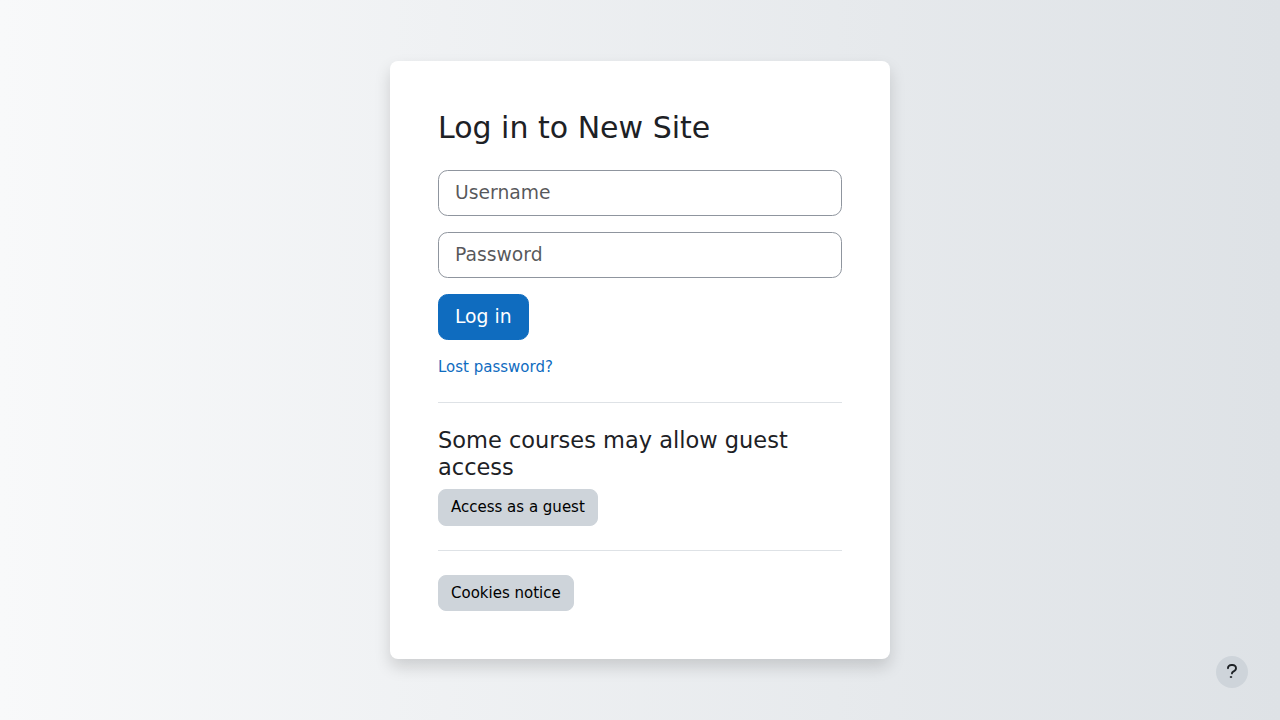 Log in to New Site
Username
Password
Log in
Lost password?
Some courses may allow guest
access
Access as a guest
Cookies notice
?